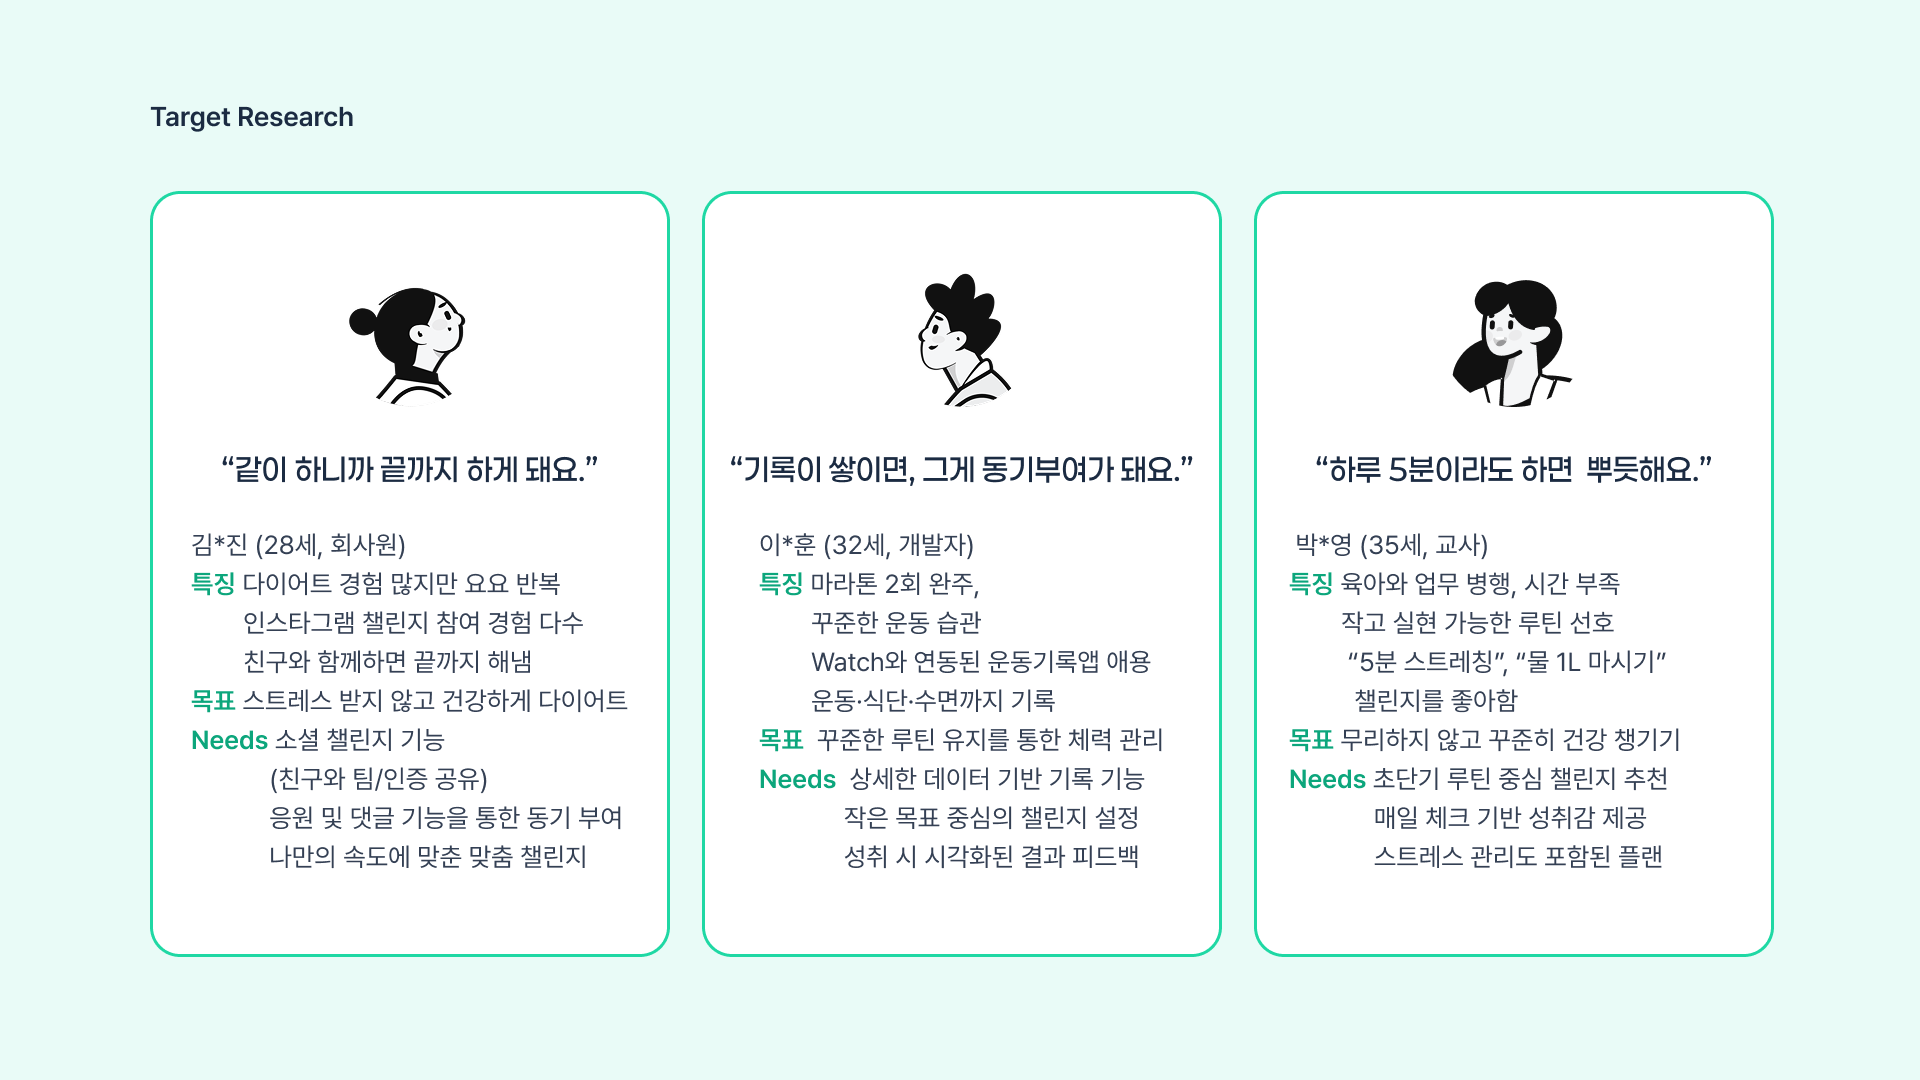 Target Research
“같이 하니까 끝까지 하게 돼요.”
김*진 (28세, 회사원)
특징 다이어트 경험 많지만 요요 반복
인스타그램 챌린지 참여 경험 다수
친구와 함께하면 끝까지 해냄
목표 스트레스 받지 않고 건강하게 다이어트
Needs 소셜 챌린지 기능
(친구와 팀/인증 공유)
응원 및 댓글 기능을 통한 동기 부여
나만의 속도에 맞춘 맞춤 챌린지
“기록이 쌓이면, 그게 동기부여가 돼요.”
이*훈 (32세, 개발자)
특징 마라톤 2회 완주,
꾸준한 운동 습관
Watch와 연동된 운동기록앱 애용
운동·식단·수면까지 기록
목표 꾸준한 루틴 유지를 통한 체력 관리
Needs 상세한 데이터 기반 기록 기능
작은 목표 중심의 챌린지 설정
성취 시 시각화된 결과 피드백
“하루 5분이라도 하면 뿌듯해요.”
박*영 (35세, 교사)
특징 육아와 업무 병행, 시간 부족
작고 실현 가능한 루틴 선호
“5분 스트레칭”, “물 1L 마시기”
챌린지를 좋아함
목표 무리하지 않고 꾸준히 건강 챙기기
Needs 초단기 루틴 중심 챌린지 추천
매일 체크 기반 성취감 제공
스트레스 관리도 포함된 플랜